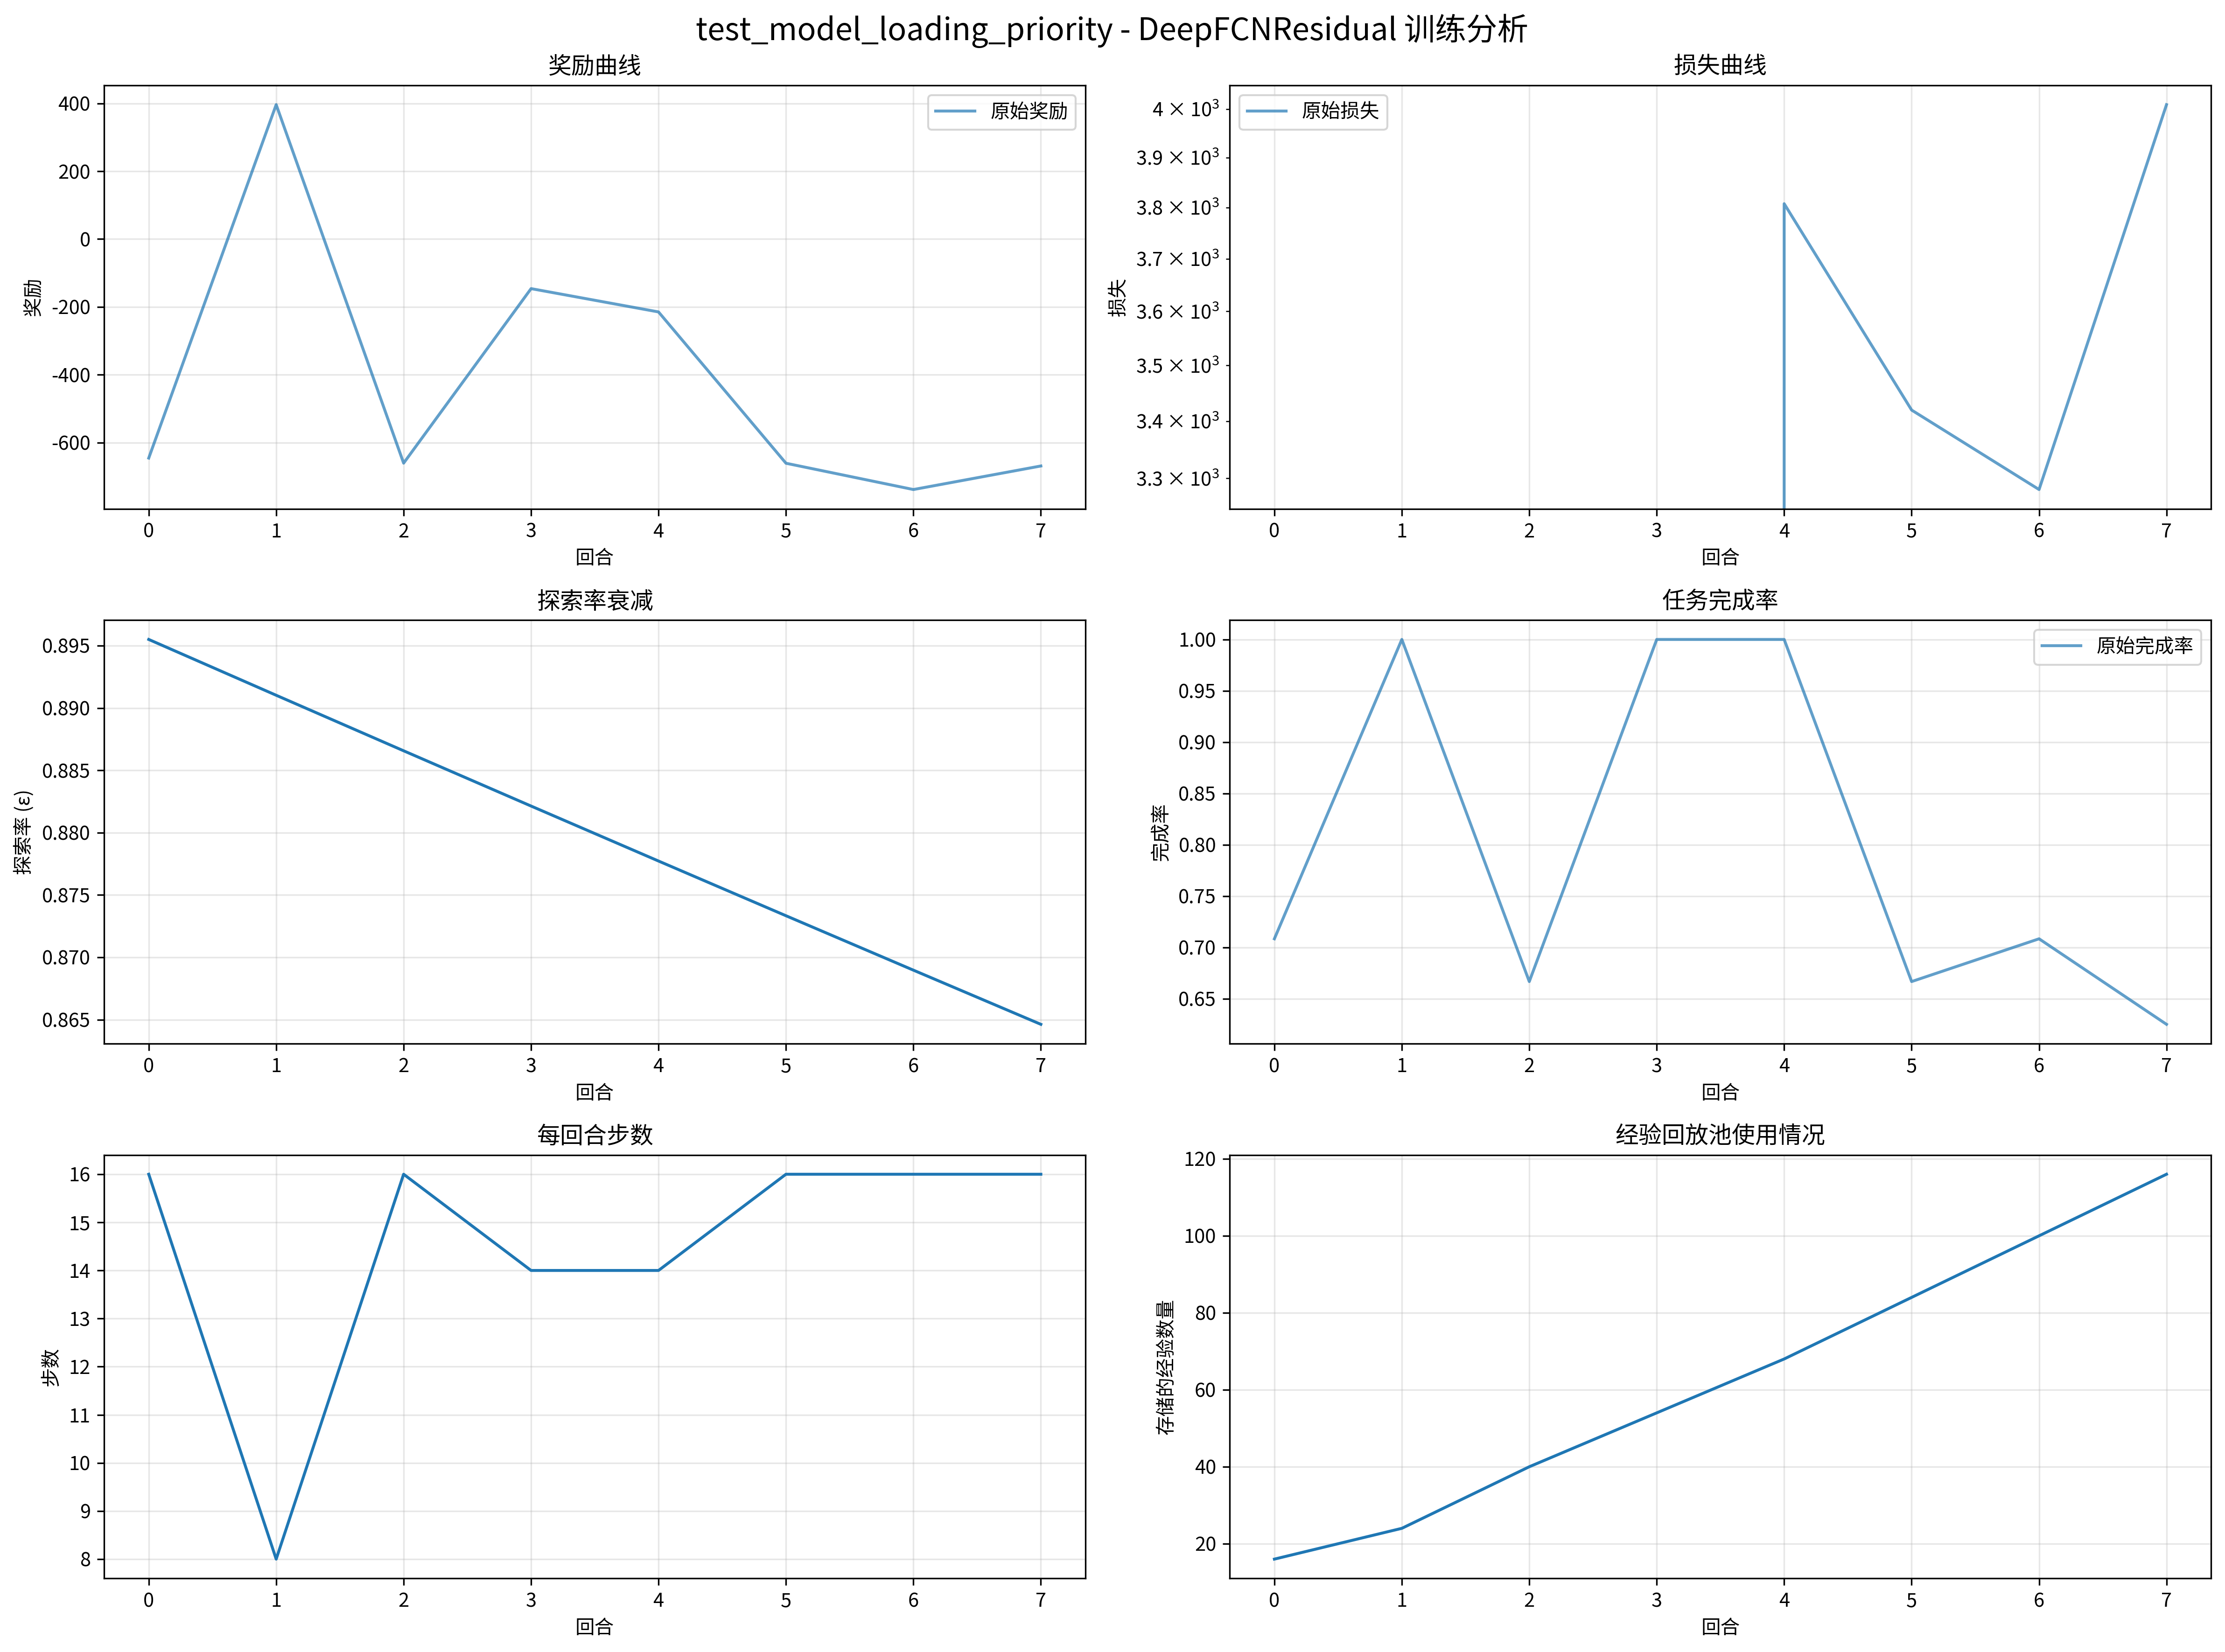 test_model_loading_priority - DeepFCNResidual 训练分析
奖励曲线
400
200
0
-200
-400
-600
奖励
原始奖励
0 1 2 3 4 5 6 7
回合
损失曲线
4 × 10³
3.9 × 10³
3.8 × 10³
3.7 × 10³
3.6 × 10³
3.5 × 10³
3.4 × 10³
3.3 × 10³
损失
原始损失
0 1 2 3 4 5 6 7
回合
探索率衰减
0.895
0.890
0.885
0.880
0.875
0.870
0.865
探索率 (ε)
0 1 2 3 4 5 6 7
回合
任务完成率
1.00
0.95
0.90
0.85
0.80
0.75
0.70
0.65
完成率
原始完成率
0 1 2 3 4 5 6 7
回合
每回合步数
16
15
14
13
12
11
10
9
8
步数
0 1 2 3 4 5 6 7
回合
经验回放池使用情况
120
100
80
60
40
20
存储的经验数量
0 1 2 3 4 5 6 7
回合